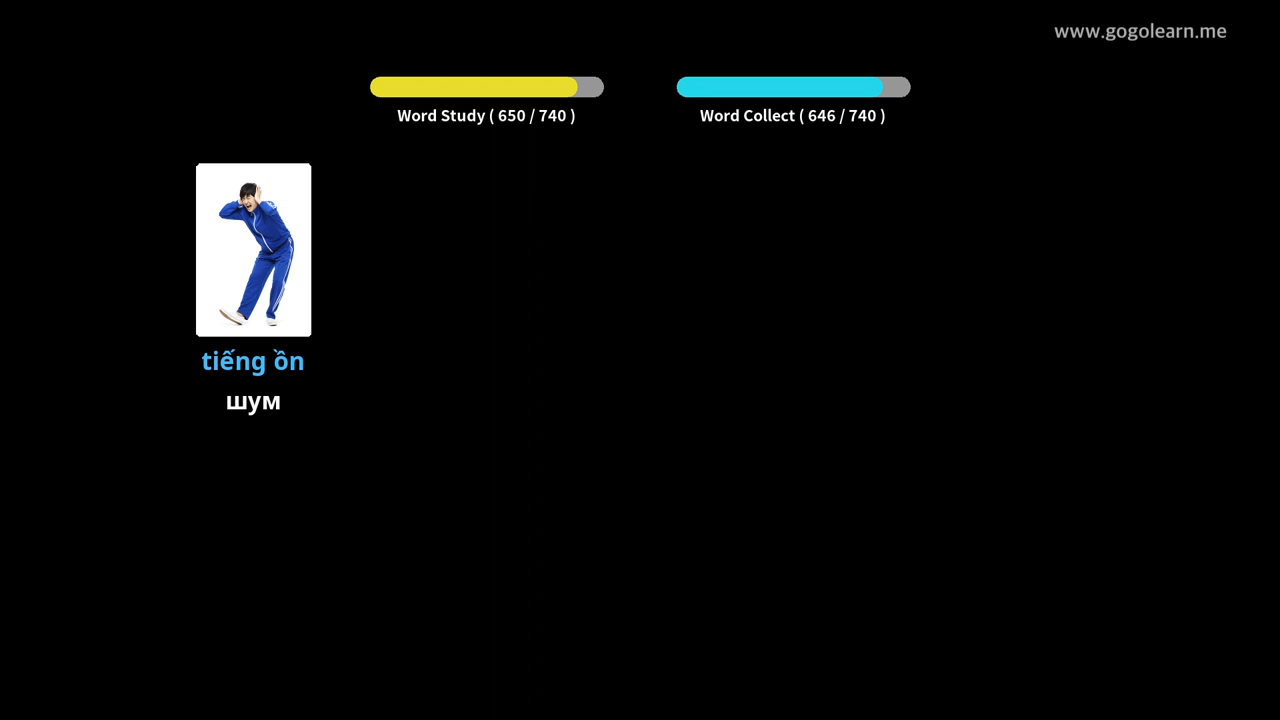 www.gogolearn.me
Word Study ( 650 / 740 )
Word Collect ( 646 / 740 )
tiếng ồn
шум